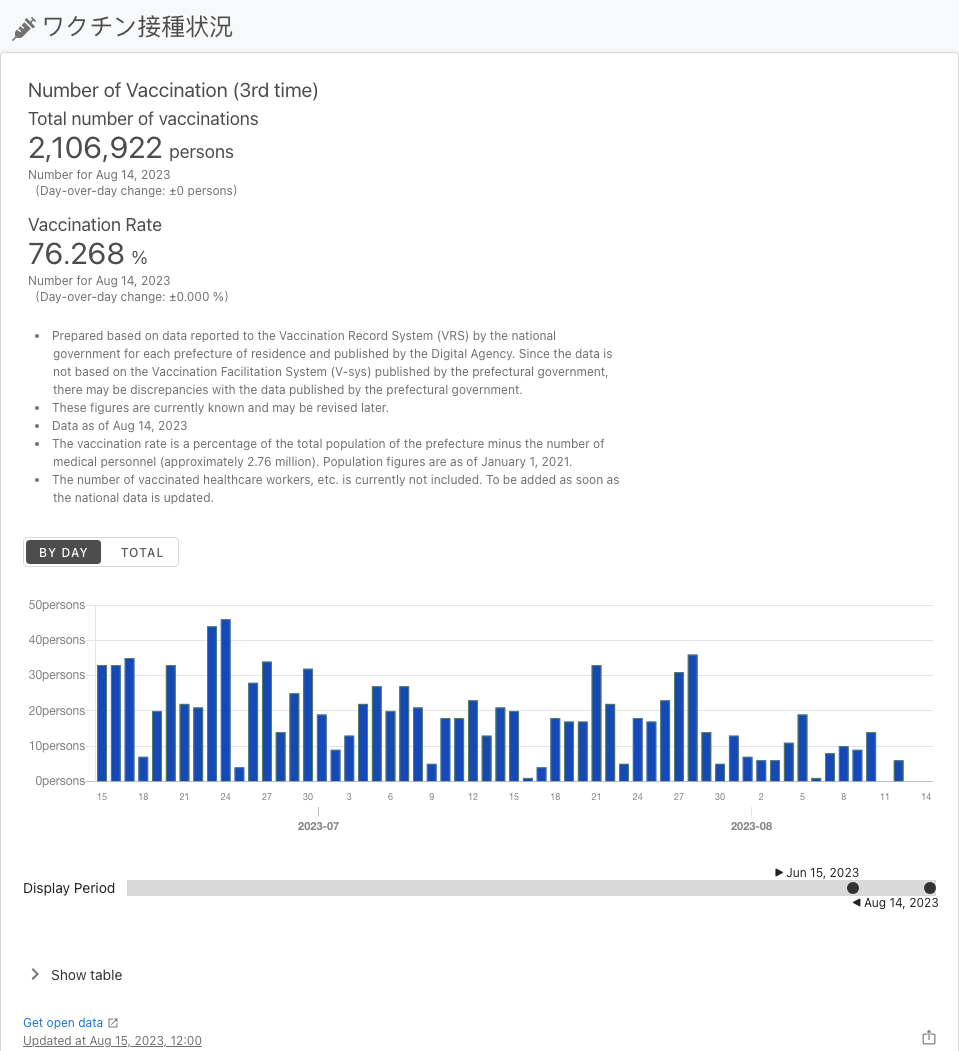 ワクチン接種状況
Number of Vaccination (3rd time)
Total number of vaccinations
2,106,922 persons
Number for Aug 14, 2023
(Day-over-day change: ±0 persons)
Vaccination Rate
76.268 %
Number for Aug 14, 2023
(Day-over-day change: ±0.000 %)
• Prepared based on data reported to the Vaccination Record System (VRS) by the national
government for each prefecture of residence and published by the Digital Agency. Since the data is
not based on the Vaccination Facilitation System (V-sys) published by the prefectural government,
there may be discrepancies with the data published by the prefectural government.
• These figures are currently known and may be revised later.
• Data as of Aug 14, 2023
• The vaccination rate is a percentage of the total population of the prefecture minus the number of
medical personnel (approximately 2.76 million). Population figures are as of January 1, 2021.
• The number of vaccinated healthcare workers, etc. is currently not included. To be added as soon as
the national data is updated.
BY DAY TOTAL
50persons
40persons
30persons
20persons
10persons
0persons
15 18 21 24 27 30 3 6 9 12 15 18 21 24 27 30 2 5 8 11 14
2023-07 2023-08
Jun 15, 2023
Display Period
Aug 14, 2023
Show table
Get open data
Updated at Aug 15, 2023, 12:00